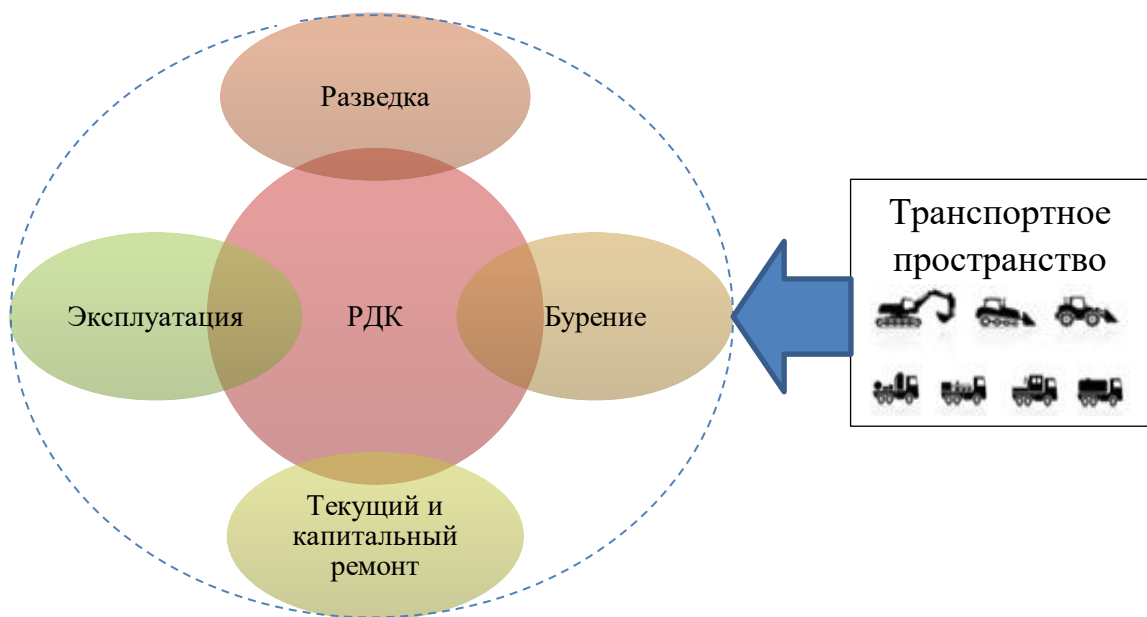 Разведка
Транспортное
пространство
Эксплуатация
РДК
Бурение
Текущий и
капитальный
ремонт